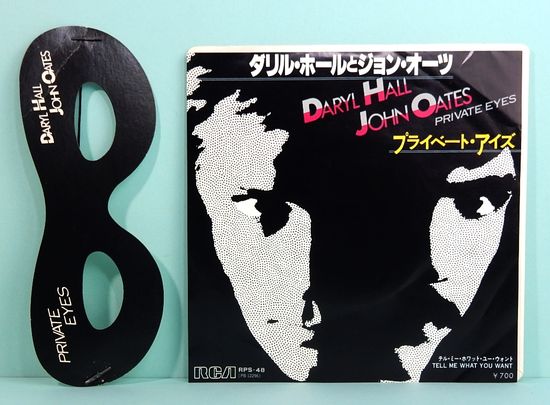 DARYL HALL
JOHN OATES
PRIVATE
EYES
ダリル・ホールとジョン・オーツ
DARYL HALL
JOHN OATES
PRIVATE EYES
プライベート・アイズ
RCA
RPS-48
(PB 12296)
テル・ミー・ホワット・ユー・ウォント
TELL ME WHAT YOU WANT
¥700